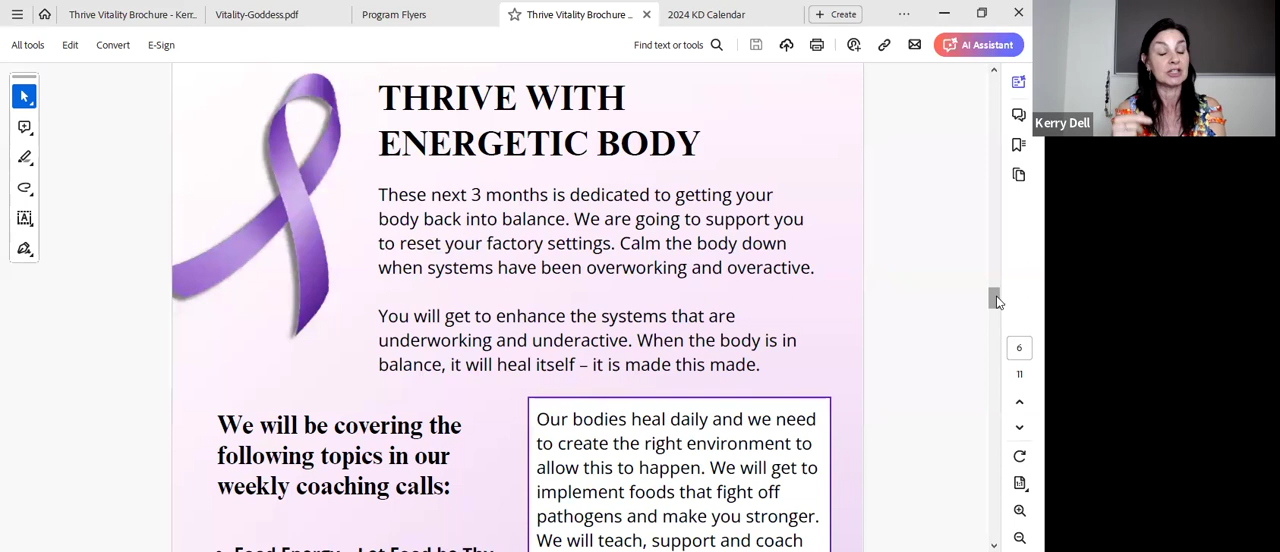 Thrive Vitality Brochure - Kerr..
Vitality-Goddess.pdf
Program Flyers
Thrive Vitality Brochure ...
2024 KD Calendar
Create
All tools
Edit
Convert
E-Sign
Find text or tools
AI Assistant
Kerry Dell
THRIVE WITH
ENERGETIC BODY
These next 3 months is dedicated to getting your
body back into balance. We are going to support you
to reset your factory settings. Calm the body down
when systems have been overworking and overactive.
You will get to enhance the systems that are
underworking and underactive. When the body is in
balance, it will heal itself – it is made this made.
We will be covering the
following topics in our
weekly coaching calls:
• Food Energy – Let Food be Thy
Our bodies heal daily and we need
to create the right environment to
allow this to happen. We will get to
implement foods that fight off
pathogens and make you stronger.
We will teach, support and coach
6
11